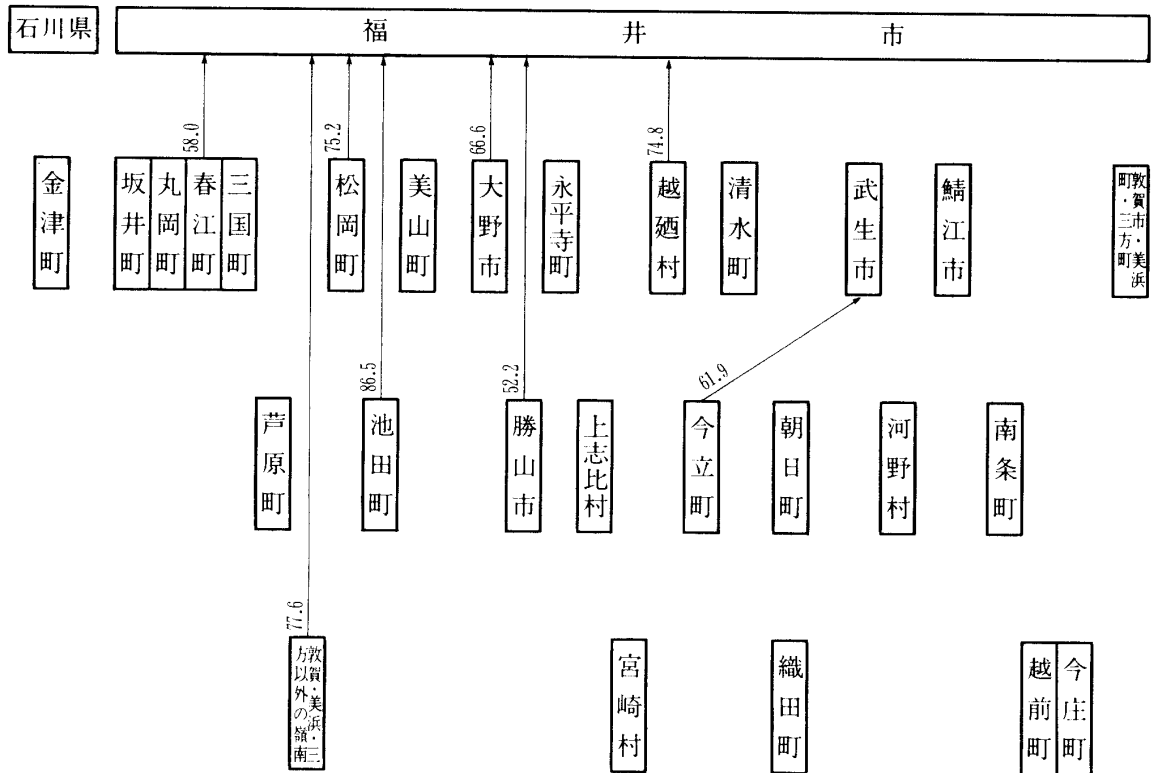 石川県
福井市
58.0
75.2
66.6
74.8
金津町
坂井町
丸岡町
春江町
三国町
松岡町
美山町
大野市
永平寺町
越廼村
清水町
武生市
鯖江市
敦賀市・美浜
町・三方町
86.5
52.2
61.9
芦原町
池田町
勝山市
上志比村
今立町
朝日町
河野村
南条町
77.6
敦賀・美浜・三
方以外の嶺南
宮崎村
織田町
越前町
今庄町